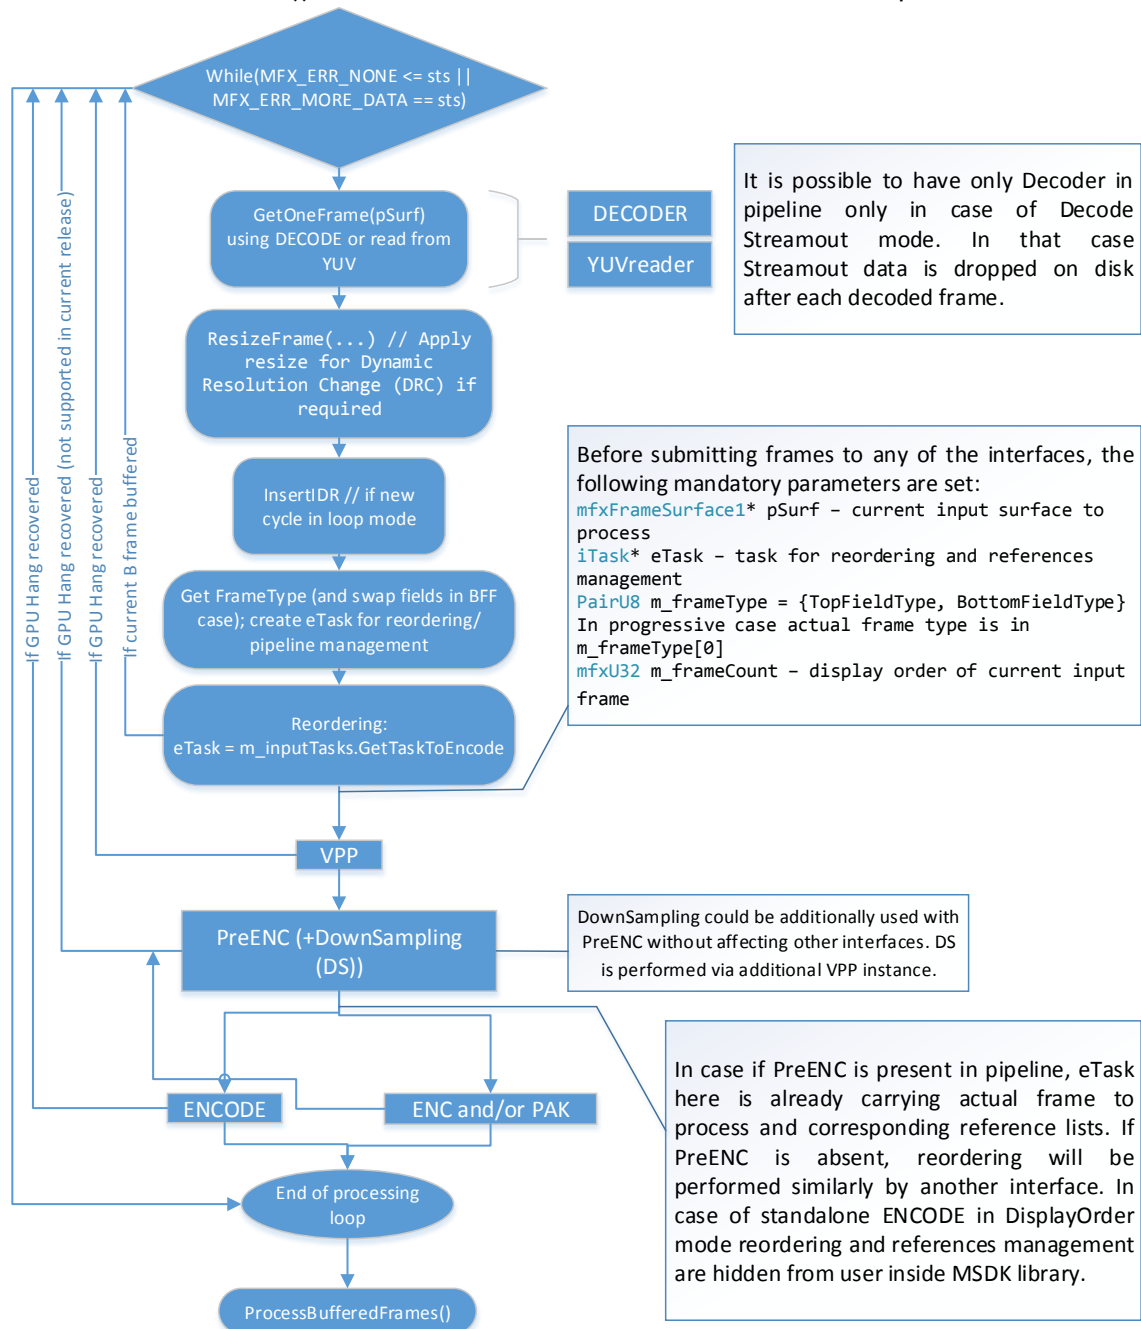 While(MFX_ERR_NONE <= sts ||
MFX_ERR_MORE_DATA == sts)
GetOneFrame(pSurf)
using DECODE or read from
YUV
DECODER
YUVreader
It is possible to have only Decoder in
pipeline only in case of Decode
Streamout mode. In that case
Streamout data is dropped on disk
after each decoded frame.
ResizeFrame(...) // Apply
resize for Dynamic
Resolution Change (DRC) if
required
InsertIDR // if new
cycle in loop mode
Get FrameType (and swap fields in BFF
case); create eTask for reordering/
pipeline management
Reordering:
eTask = m_inputTasks.GetTaskToEncode
Before submitting frames to any of the interfaces, the
following mandatory parameters are set:
mfxFrameSurface1* pSurf – current input surface to
process
iTask* eTask – task for reordering and references
management
PairU8 m_frameType = {TopFieldType, BottomFieldType}
In progressive case actual frame type is in
m_frameType[0]
mfxU32 m_frameCount – display order of current input
frame
If GPU Hang recovered
If GPU Hang recovered (not supported in current release)
If GPU Hang recovered
If current B frame buffered
VPP
PreENC (+DownSampling
(DS))
DownSampling could be additionally used with
PreENC without affecting other interfaces. DS
is performed via additional VPP instance.
ENCODE
ENC and/or PAK
In case if PreENC is present in pipeline, eTask
here is already carrying actual frame to
process and corresponding reference lists. If
PreENC is absent, reordering will be
performed similarly by another interface. In
case of standalone ENCODE in DisplayOrder
mode reordering and references management
are hidden from user inside MSDK library.
End of processing
loop
ProcessBufferedFrames()